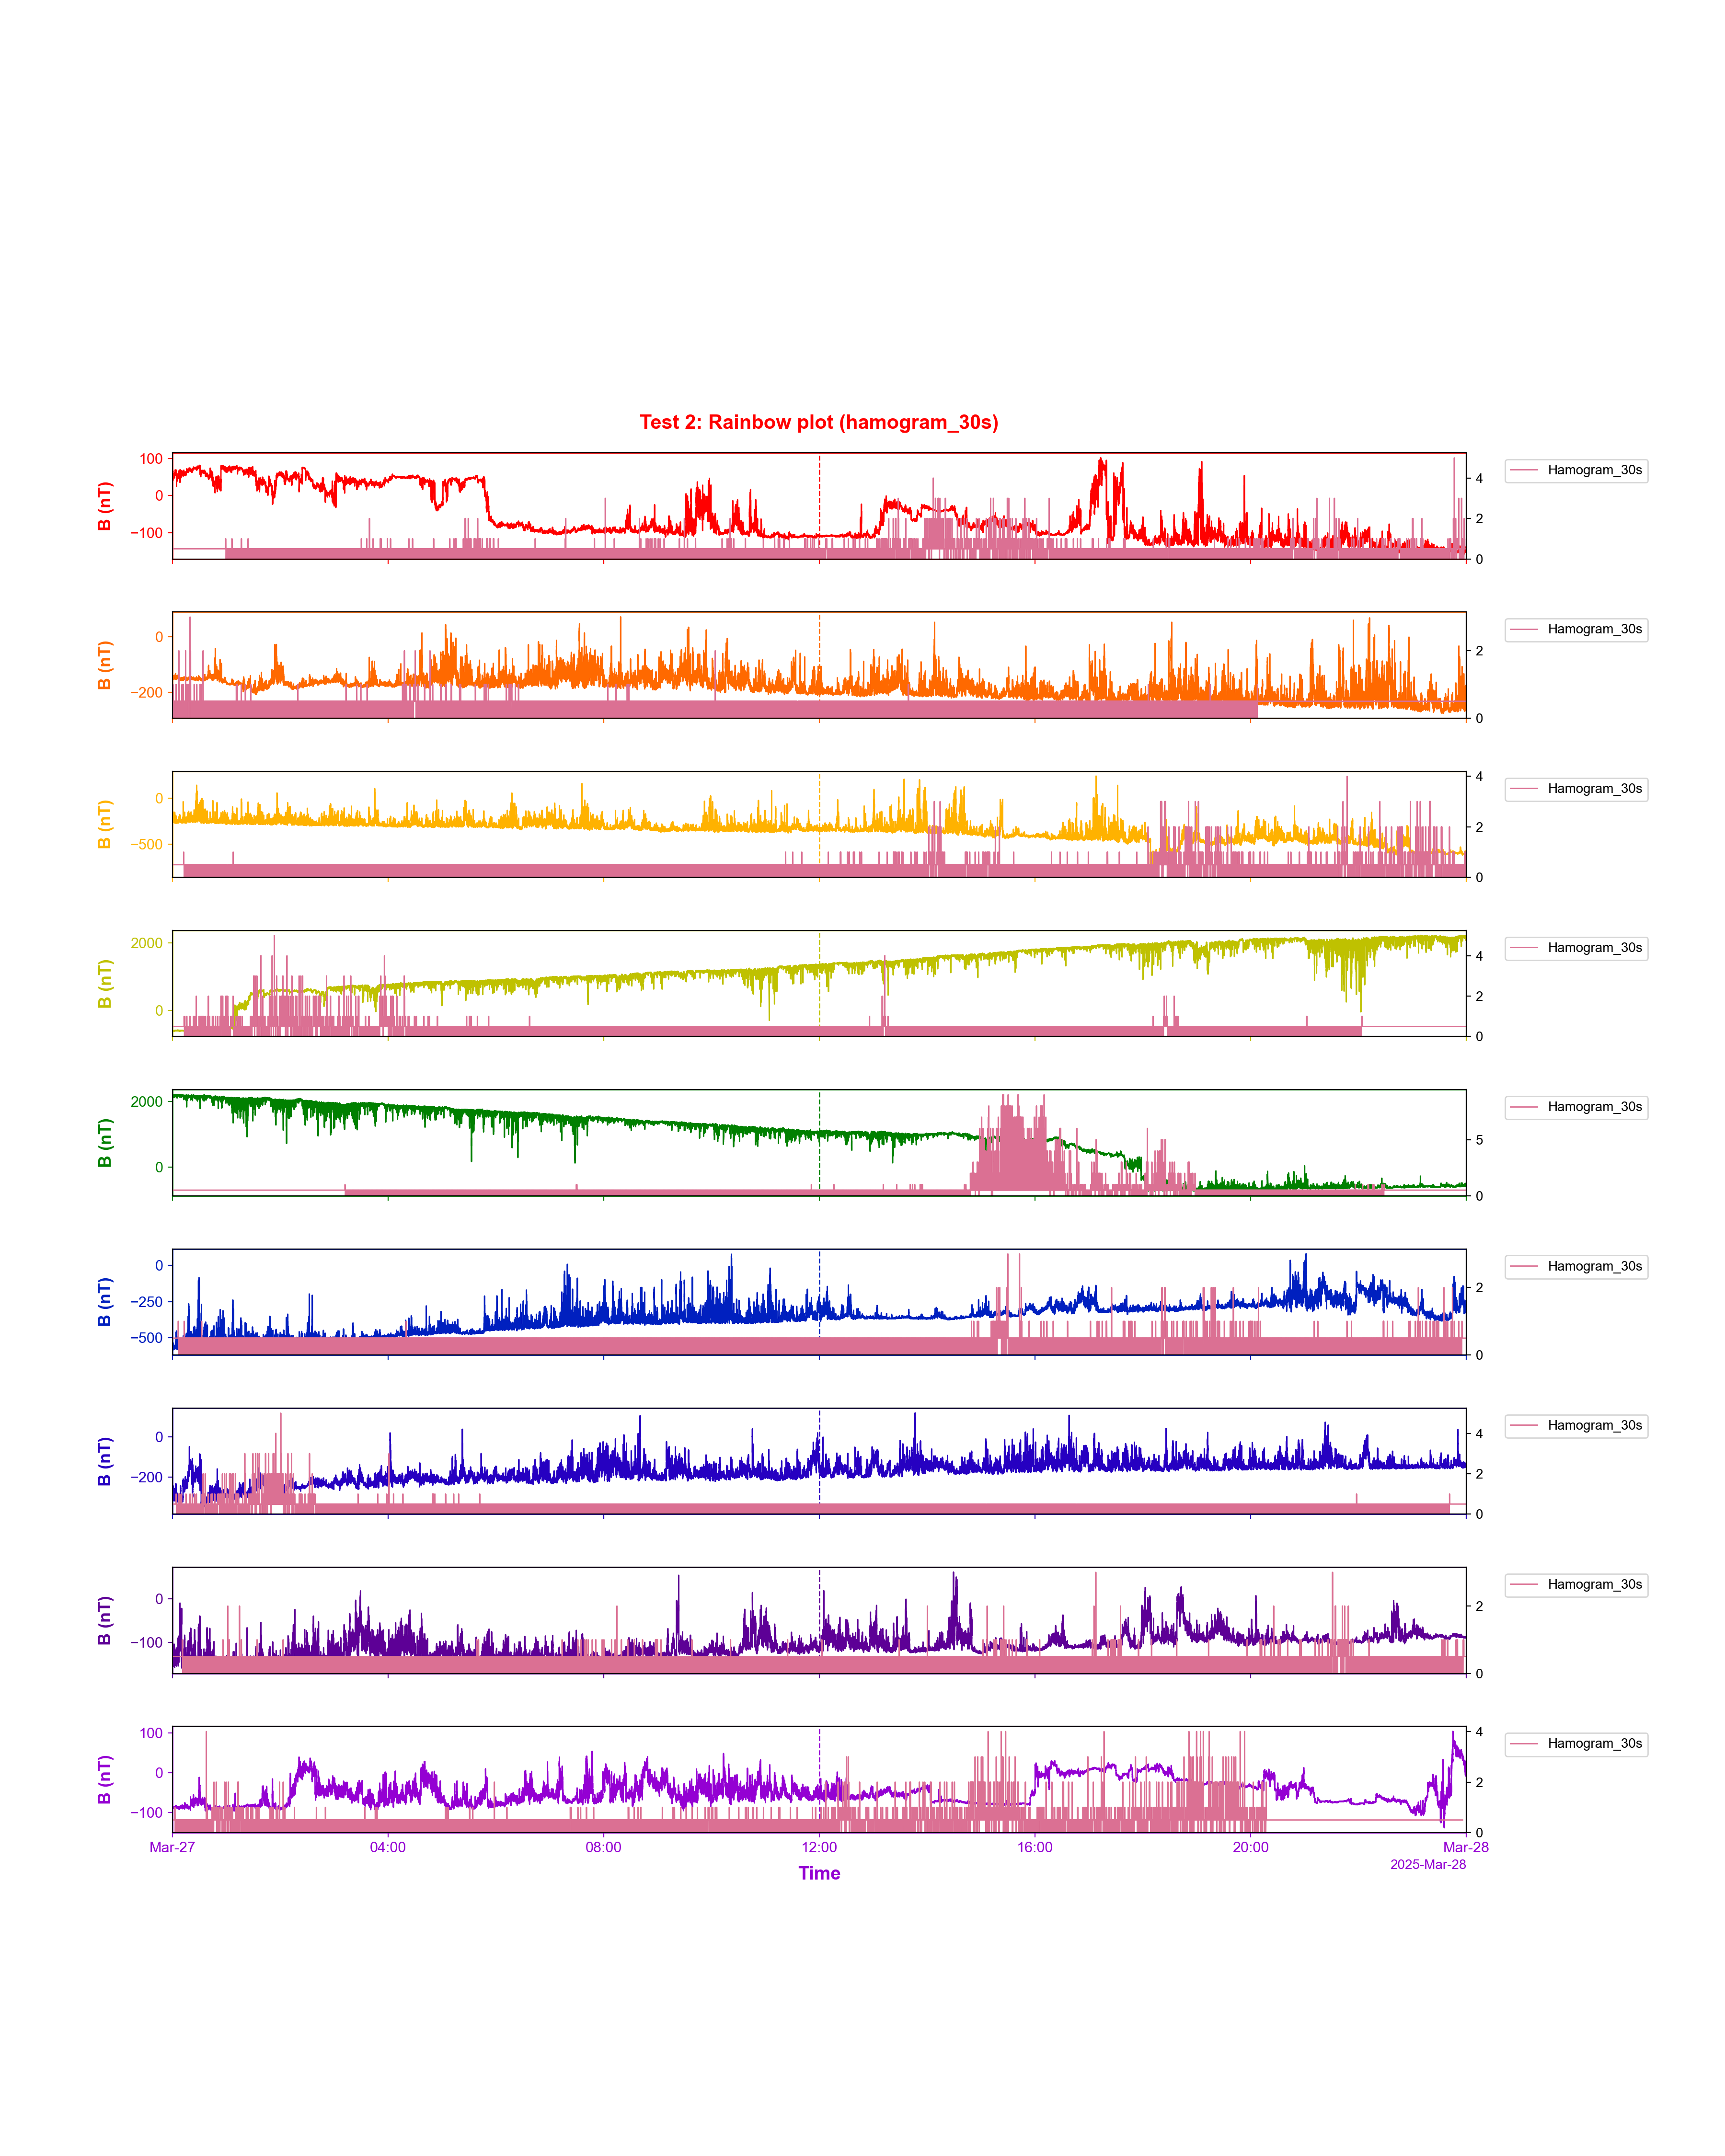 Test 2: Rainbow plot (hamogram_30s)
100
0
−100
B (nT)
4
2
0
Hamogram_30s
0
−200
B (nT)
2
0
Hamogram_30s
0
−500
B (nT)
4
2
0
Hamogram_30s
2000
0
B (nT)
4
2
0
Hamogram_30s
2000
0
B (nT)
5
0
Hamogram_30s
0
−250
−500
B (nT)
2
0
Hamogram_30s
0
−200
B (nT)
4
2
0
Hamogram_30s
0
−100
B (nT)
2
0
Hamogram_30s
100
0
−100
B (nT)
4
2
0
Hamogram_30s
Mar-27 04:00 08:00 12:00 16:00 20:00 Mar-28
2025-Mar-28
Time